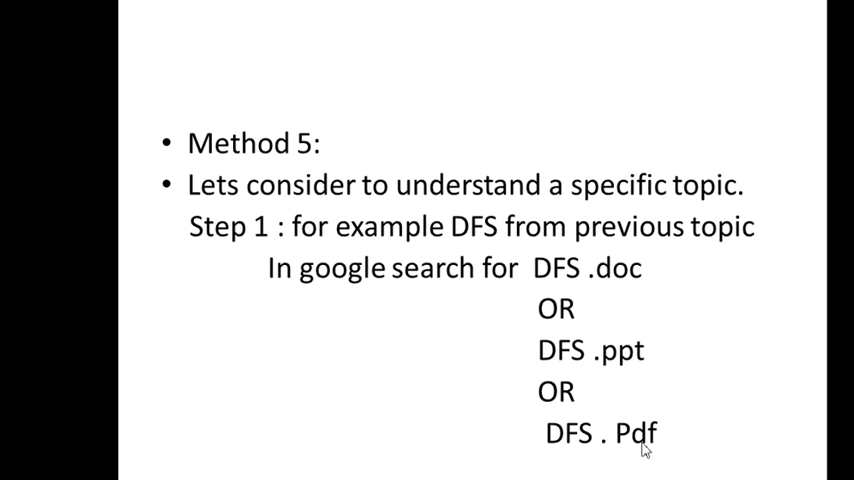 • Method 5:
• Lets consider to understand a specific topic.
Step 1 : for example DFS from previous topic
In google search for DFS .doc
OR
DFS .ppt
OR
DFS . Pdf